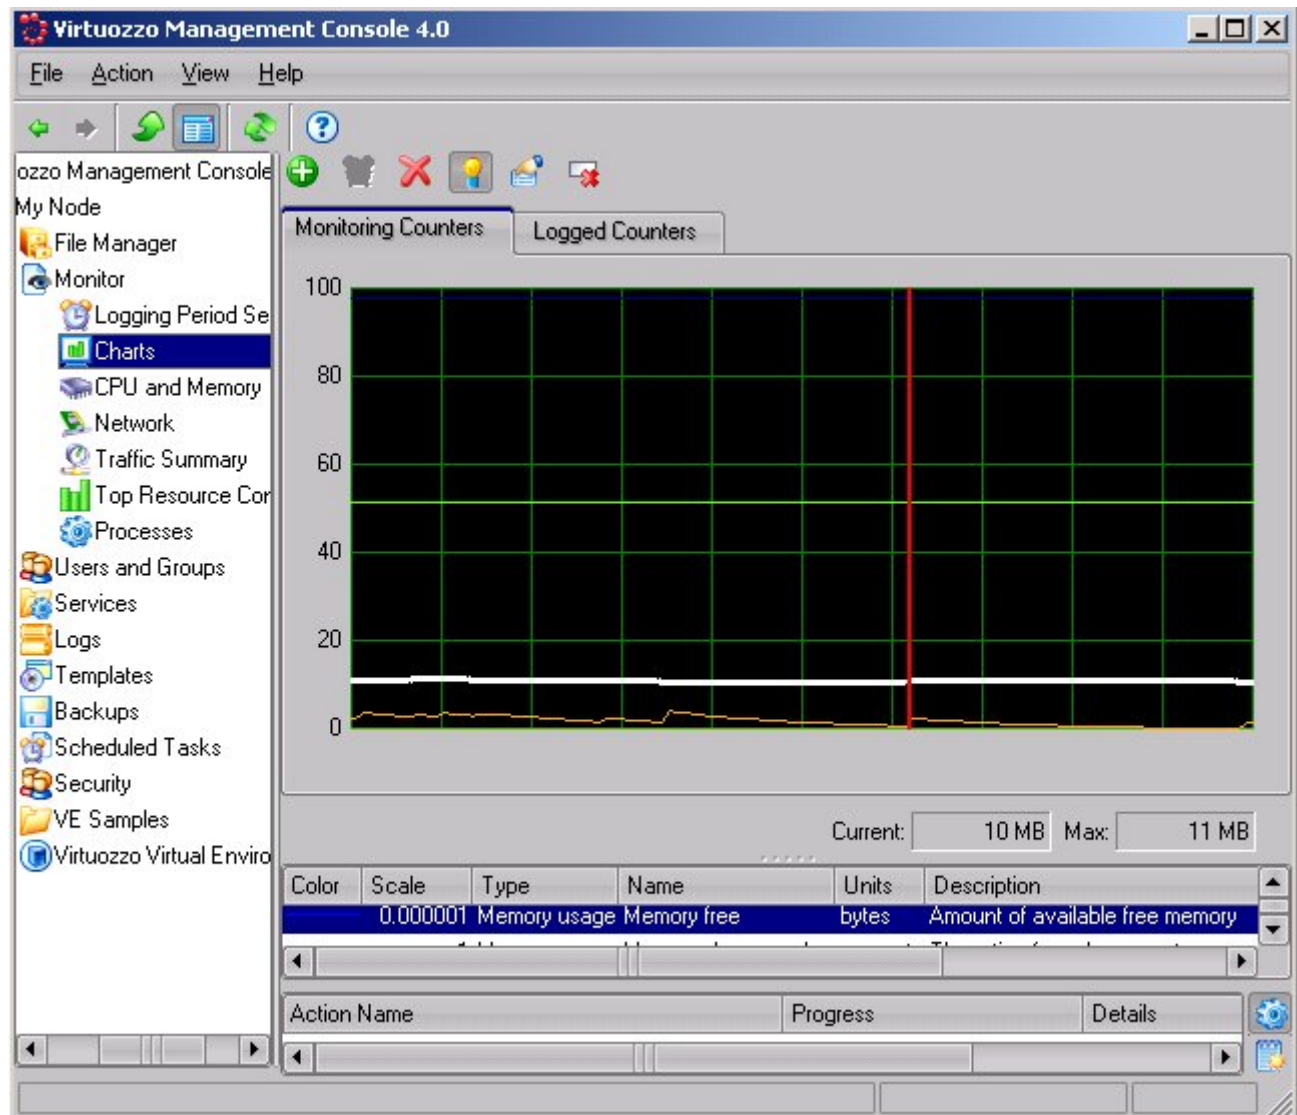 Virtuozzo Management Console 4.0
File Action View Help
ozzo Management Console
My Node
File Manager
Monitor
Logging Period Se
Charts
CPU and Memory
Network
Traffic Summary
Top Resource Con
Processes
Users and Groups
Services
Logs
Templates
Backups
Scheduled Tasks
Security
VE Samples
Virtuozzo Virtual Enviro
Monitoring Counters Logged Counters
100
80
60
40
20
0
Current: 10 MB Max: 11 MB
Color Scale Type Name Units Description
0.000001 Memory usage Memory free bytes Amount of available free memory
Action Name Progress Details